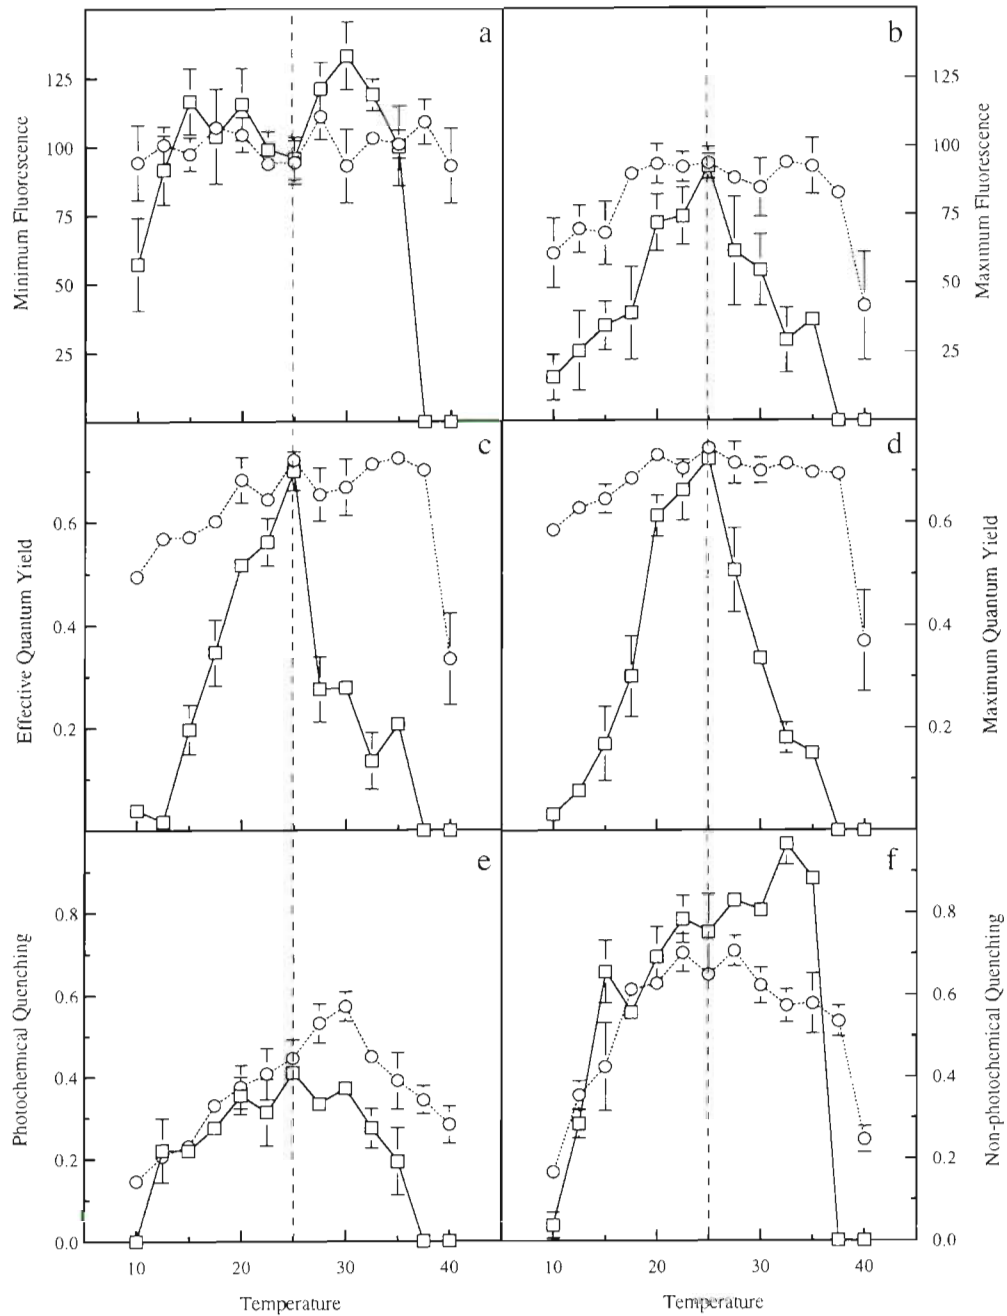 a
b
125
100
75
50
25
Minimum Fluorescence
125
100
75
50
25
Maximum Fluorescence
c
d
0.6
0.4
0.2
Effective Quantum Yield
0.6
0.4
0.2
Maximum Quantum Yield
e
f
0.8
0.6
0.4
0.2
0.0
Photochemical Quenching
0.8
0.6
0.4
0.2
0.0
Non-photochemical Quenching
10 20 30 40
10 20 30 40
Temperature
Temperature